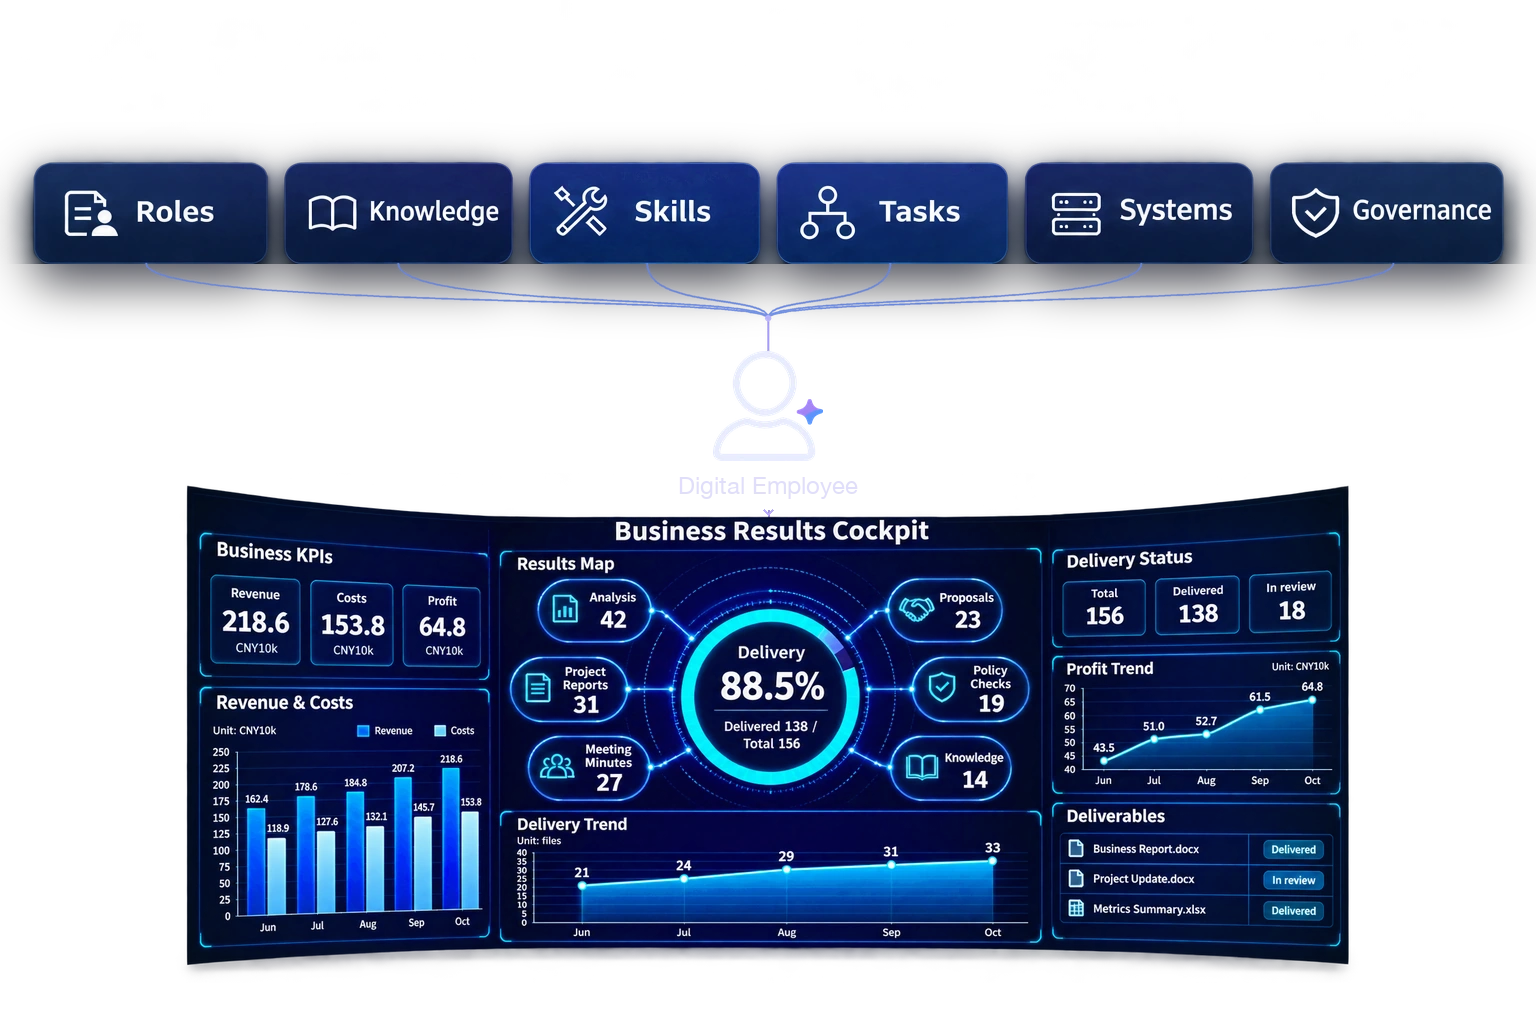 Roles
Knowledge
Skills
Tasks
Systems
Governance
Digital Employee
Business Results Cockpit
Business KPIs
Revenue
218.6
CNY10k
Costs
153.8
CNY10k
Profit
64.8
CNY10k
Revenue & Costs
Unit: CNY10k
Revenue
Costs
250
225
200
175
150
125
100
75
50
25
0
162.4
118.9
178.6
127.6
184.8
132.1
207.2
145.7
218.6
153.8
Jun
Jul
Aug
Sep
Oct
Results Map
Analysis
42
Project
Reports
31
Meeting
Minutes
27
Delivery
88.5%
Delivered 138 /
Total 156
Proposals
23
Policy
Checks
19
Knowledge
14
Delivery Trend
Unit: files
40
35
30
25
20
15
10
5
0
21
24
29
31
33
Jun
Jul
Aug
Sep
Oct
Delivery Status
Total
156
Delivered
138
In review
18
Profit Trend
Unit: CNY10k
70
65
60
55
50
45
40
43.5
51.0
52.7
61.5
64.8
Jun
Jul
Aug
Sep
Oct
Deliverables
Business Report.docx
Delivered
Project Update.docx
In review
Metrics Summary.xlsx
Delivered